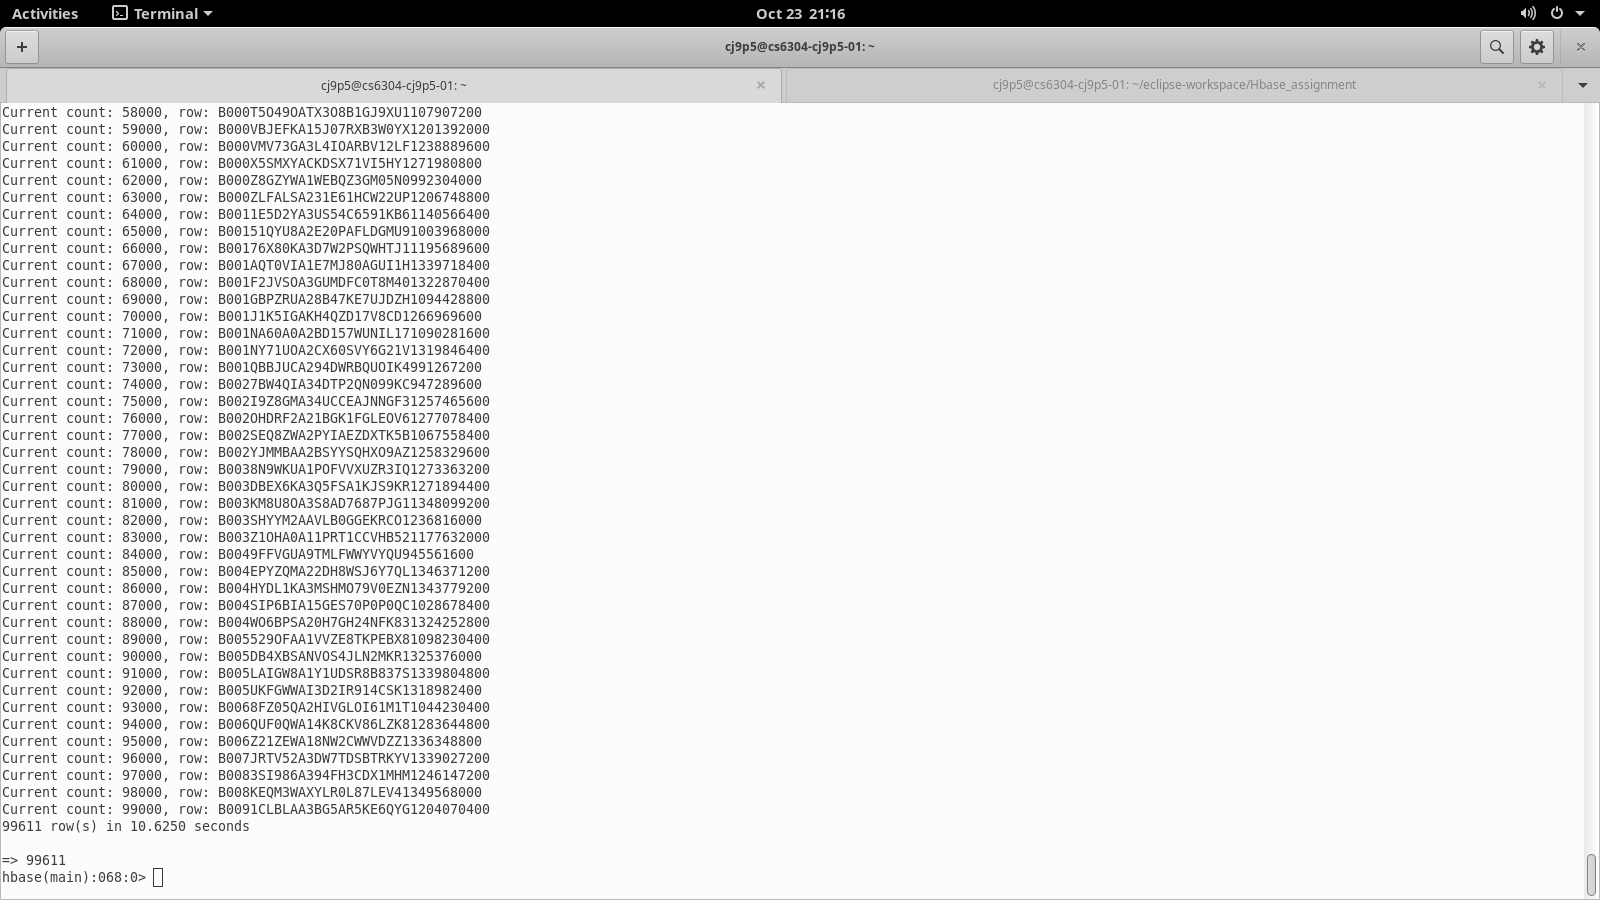 Activities Terminal Oct 23 21:16
cj9p5@cs6304-cj9p5-01: ~
cj9p5@cs6304-cj9p5-01: ~ cj9p5@cs6304-cj9p5-01: ~/eclipse-workspace/Hbase_assignment
Current count: 58000, row: B000T5O49OATX3O8B1GJ9XU1107907200
Current count: 59000, row: B000VBJEFKA15J07RXB3W0YX1201392000
Current count: 60000, row: B000VMV73GA3L4IOARBV12LF1238889600
Current count: 61000, row: B000X5SMXYACKDSX71VI5HY1271980800
Current count: 62000, row: B000Z8GZYWA1WEBQZ3GM05N0992304000
Current count: 63000, row: B000ZLFALSA231E61HCW22UP1206748800
Current count: 64000, row: B0011E5D2YA3US54C6591KB61140566400
Current count: 65000, row: B00151QYU8A2E20PAFLDGMU91003968000
Current count: 66000, row: B00176X80KA3D7W2PSQWHTJ11195689600
Current count: 67000, row: B001AQT0VIA1E7MJ80AGUI1H1339718400
Current count: 68000, row: B001F2JVSOA3GUMDFC0T8M401322870400
Current count: 69000, row: B001GBPZRUA28B47KE7UJDZH1094428800
Current count: 70000, row: B001J1K5IGAKH4QZD17V8CD1266969600
Current count: 71000, row: B001NA60A0A2BD157WUNIL171090281600
Current count: 72000, row: B001NY71UOA2CX60SVY6G21V1319846400
Current count: 73000, row: B001QBBJUCA294DWRBQUOIK4991267200
Current count: 74000, row: B0027BW4QIA34DTP2QN099KC947289600
Current count: 75000, row: B002I9Z8GMA34UCCEAJNNGF31257465600
Current count: 76000, row: B002OHDRF2A21BGK1FGLEOV61277078400
Current count: 77000, row: B002SEQ8ZWA2PYIAEZDXTK5B1067558400
Current count: 78000, row: B002YJMMBAA2BSYYSQHXO9AZ1258329600
Current count: 79000, row: B0038N9WKUA1POFVVXUZR3IQ1273363200
Current count: 80000, row: B003DBEX6KA3Q5FSA1KJS9KR1271894400
Current count: 81000, row: B003KM8U8OA3S8AD7687PJG11348099200
Current count: 82000, row: B003SHYYM2AAVLB0GGEKRCO1236816000
Current count: 83000, row: B003Z1OHA0A11PRT1CCVHB521177632000
Current count: 84000, row: B0049FFVGUA9TMLFWWYVYQU945561600
Current count: 85000, row: B004EPYZQMA22DH8WSJ6Y7QL1346371200
Current count: 86000, row: B004HYDL1KA3MSHMO79V0EZN1343779200
Current count: 87000, row: B004SIP6BIA15GES70P0P0QC1028678400
Current count: 88000, row: B004WO6BPSA20H7GH24NFK831324252800
Current count: 89000, row: B005529OFAA1VVZE8TKPEBX81098230400
Current count: 90000, row: B005DB4XBSANVOS4JLN2MKR1325376000
Current count: 91000, row: B005LAIGW8A1Y1UDSR8B837S1339804800
Current count: 92000, row: B005UKFGWWAI3D2IR914CSK1318982400
Current count: 93000, row: B0068FZ05QA2HIVGLOI61M1T1044230400
Current count: 94000, row: B006QUF0QWA14K8CKV86LZK81283644800
Current count: 95000, row: B006Z21ZEWA18NW2CWWVDZZ1336348800
Current count: 96000, row: B007JRTV52A3DW7TDSBTRKYV1339027200
Current count: 97000, row: B0083SI986A394FH3CDX1MHM1246147200
Current count: 98000, row: B008KEQM3WAXYLR0L87LEV41349568000
Current count: 99000, row: B0091CLBLAA3BG5AR5KE6QYG1204070400
99611 row(s) in 10.6250 seconds
=> 99611
hbase(main):068:0>